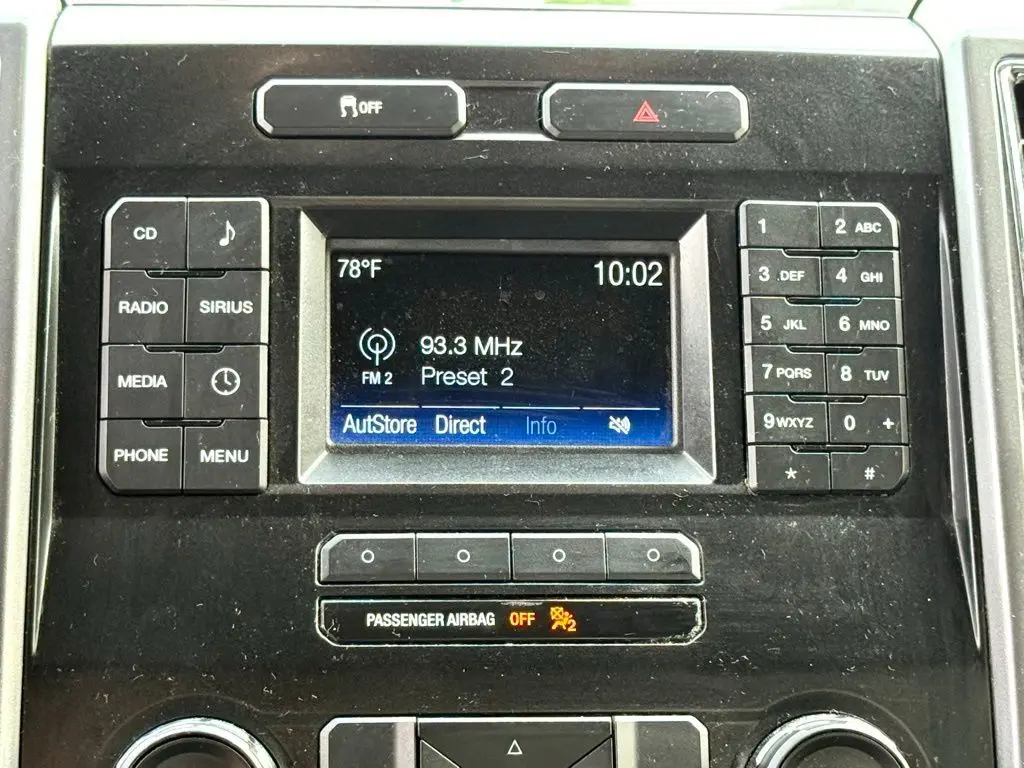 OFF
CD
RADIO SIRIUS
MEDIA
PHONE MENU
78°F 10:02
93.3 MHz
FM 2 Preset 2
AutStore Direct Info
1 2 ABC
3 DEF 4 GHI
5 JKL 6 MNO
7 PQRS 8 TUV
9 WXYZ 0 +
* #
PASSENGER AIRBAG OFF 2